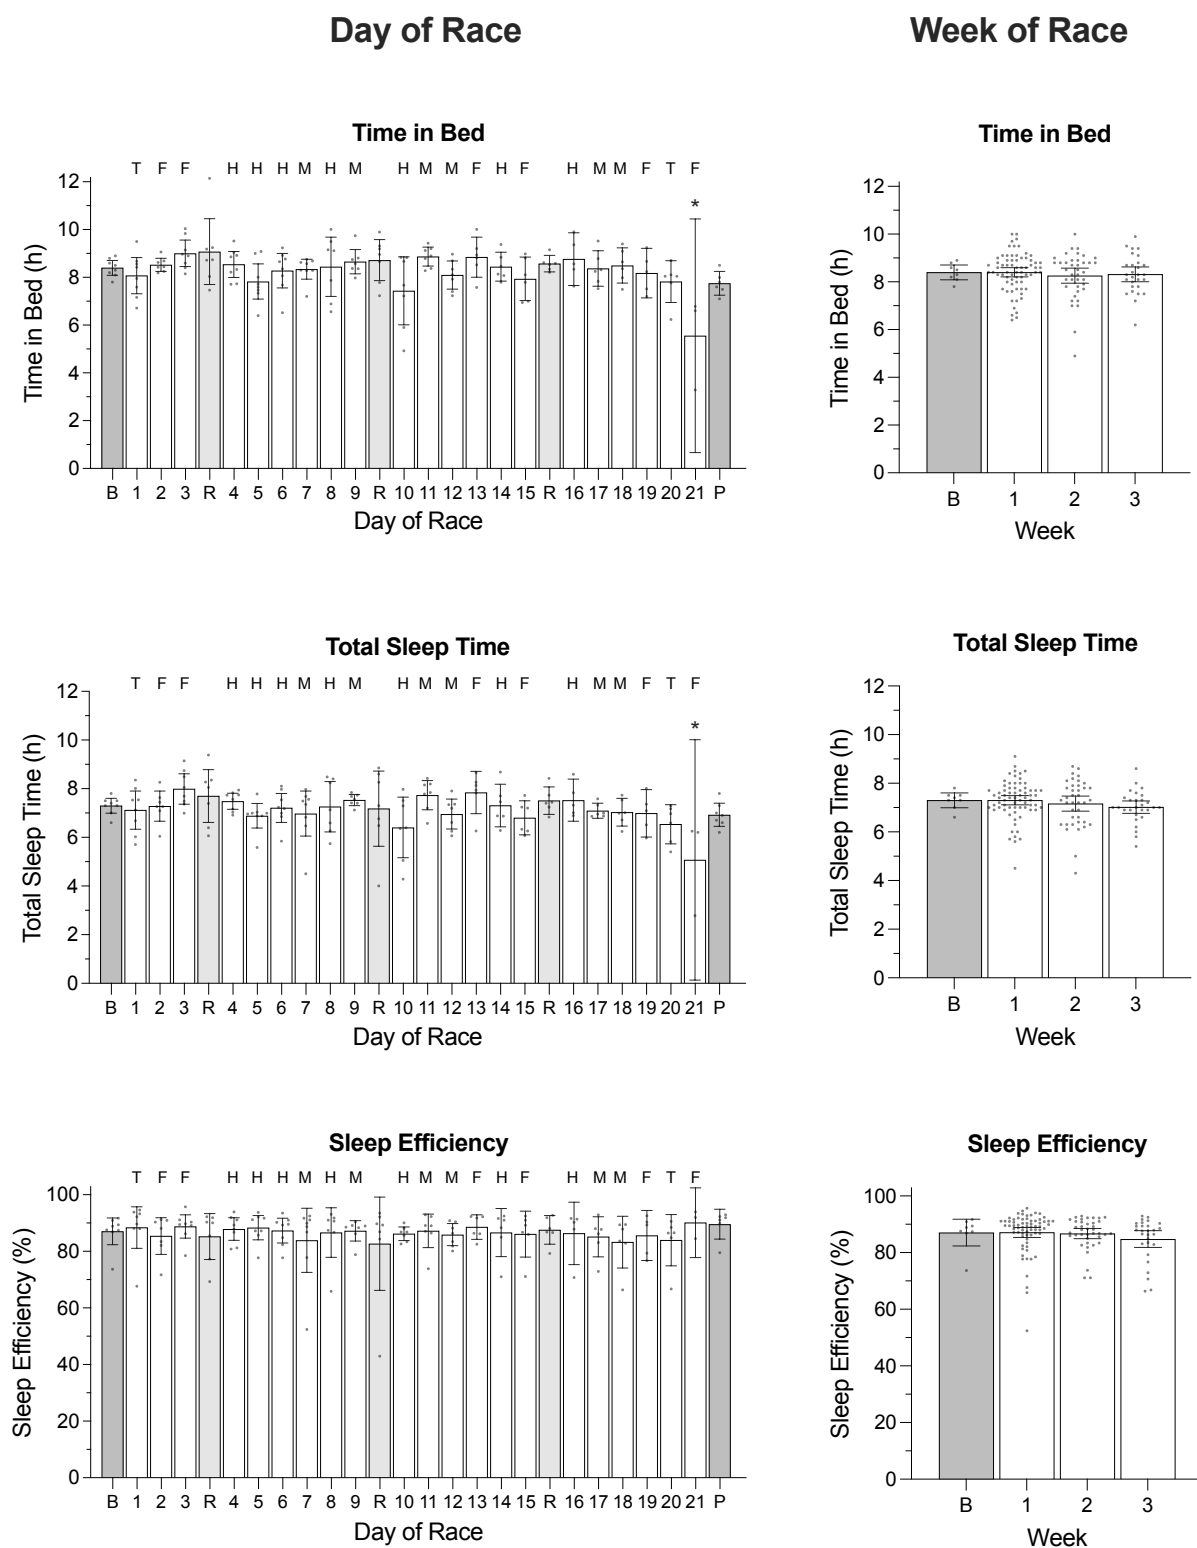 Day of Race
Week of Race
Time in Bed
T F F H H H M H M H M M F H F H M M F T F
Time in Bed (h)
12
10
8
6
4
2
0
*
B 1 2 3 R 4 5 6 7 8 9 R 10 11 12 13 14 15 R 16 17 18 19 20 21 P
Day of Race
Time in Bed
Time in Bed (h)
12
10
8
6
4
2
0
B 1 2 3
Week
Total Sleep Time
T F F H H H M H M H M M F H F H M M F T F
Total Sleep Time (h)
12
10
8
6
4
2
0
*
B 1 2 3 R 4 5 6 7 8 9 R 10 11 12 13 14 15 R 16 17 18 19 20 21 P
Day of Race
Total Sleep Time
Total Sleep Time (h)
12
10
8
6
4
2
0
B 1 2 3
Week
Sleep Efficiency
T F F H H H M H M H M M F H F H M M F T F
Sleep Efficiency (%)
100
80
60
40
20
0
B 1 2 3 R 4 5 6 7 8 9 R 10 11 12 13 14 15 R 16 17 18 19 20 21 P
Day of Race
Sleep Efficiency
Sleep Efficiency (%)
100
80
60
40
20
0
B 1 2 3
Week